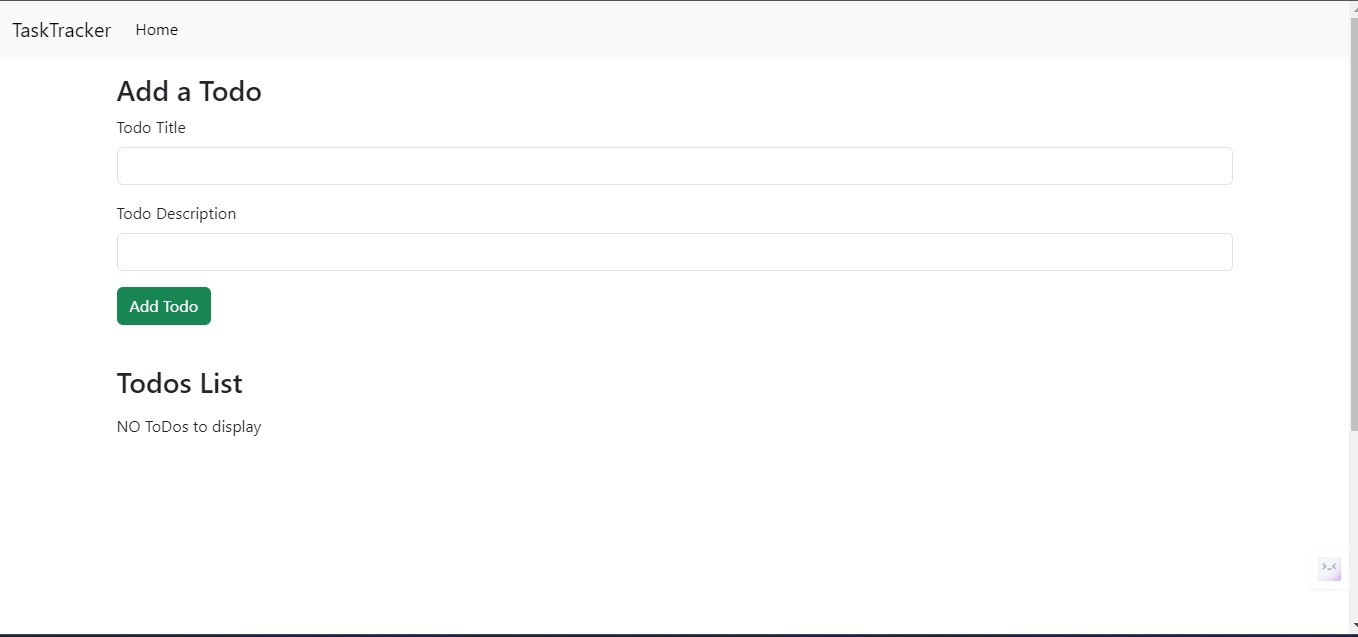 TaskTracker Home
Add a Todo
Todo Title
Todo Description
Add Todo
Todos List
NO ToDos to display